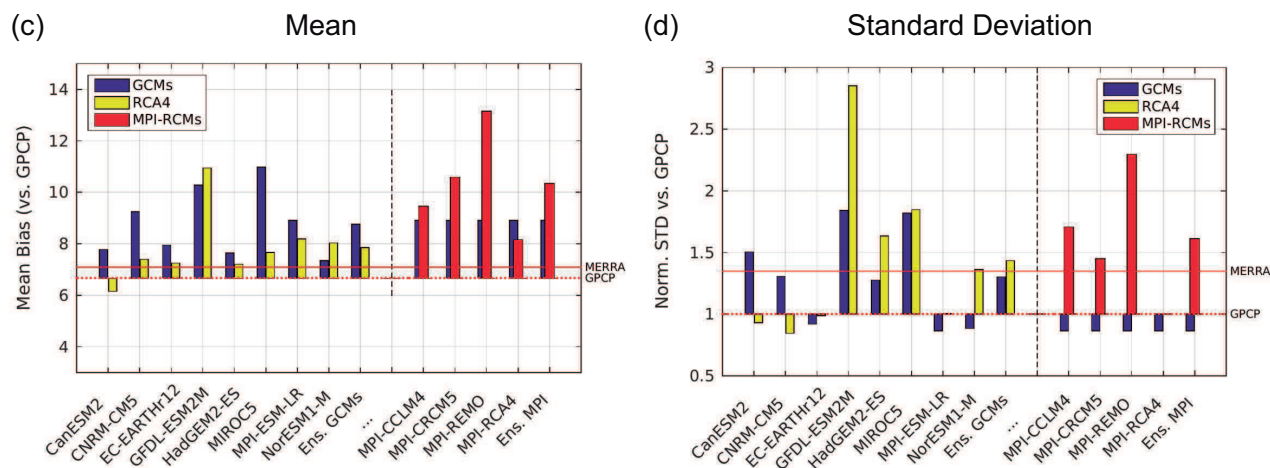 (c) Mean
Mean Bias (vs. GPCP)
14
12
10
8
6
4
GCMs
RCA4
MPI-RCMs
MERRA
GPCP
CanESM2
CNRM-CM5
EC-EARTHr12
GFDL-ESM2M
HadGEM2-ES
MIROC5
MPI-ESM-LR
NorESM1-M
Ens. GCMs
...
MPI-CCLM4
MPI-CRCM5
MPI-REMO
MPI-RCA4
Ens. MPI
(d) Standard Deviation
Norm. STD vs. GPCP
3
2.5
2
1.5
1
0.5
GCMs
RCA4
MPI-RCMs
MERRA
GPCP
CanESM2
CNRM-CM5
EC-EARTHr12
GFDL-ESM2M
HadGEM2-ES
MIROC5
MPI-ESM-LR
NorESM1-M
Ens. GCMs
...
MPI-CCLM4
MPI-CRCM5
MPI-REMO
MPI-RCA4
Ens. MPI